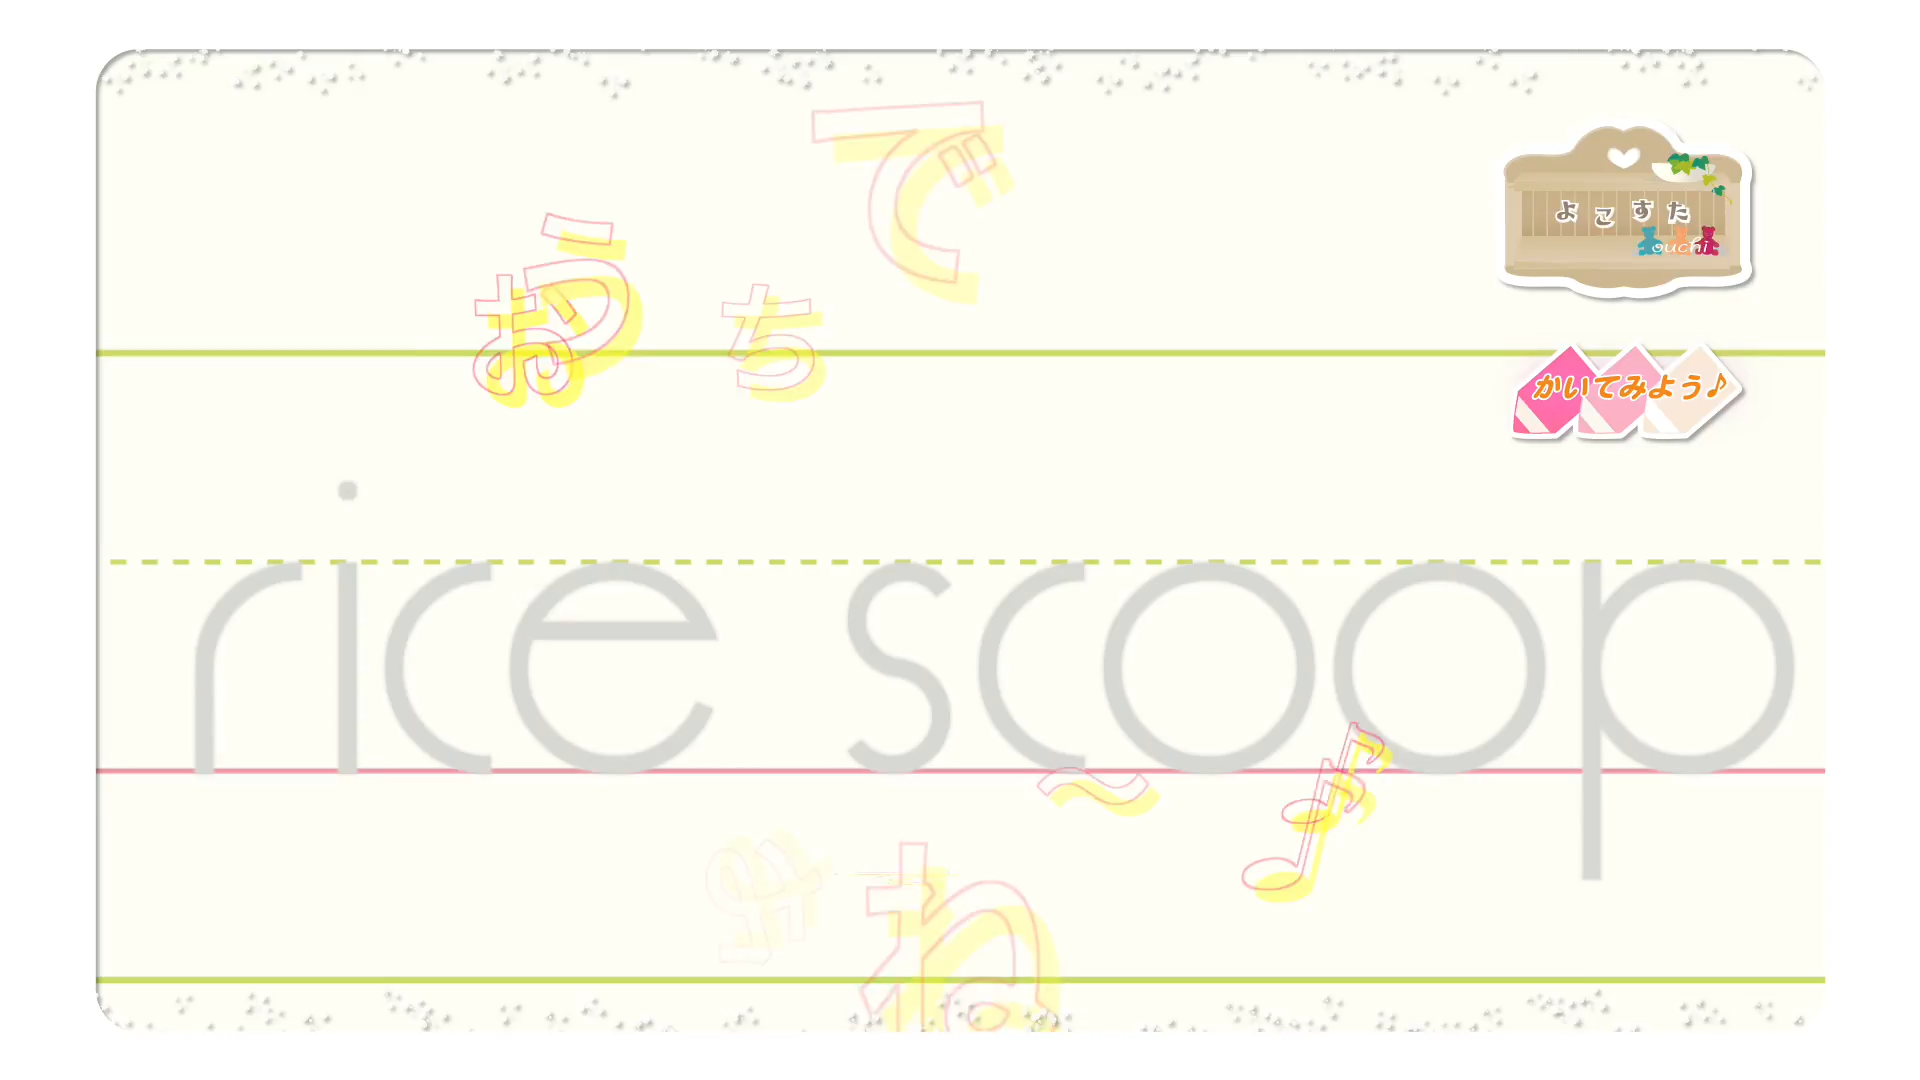 で
おうち
よこすた
ouchi
かいてみよう♪
rice scoop
〜♪♪
ね